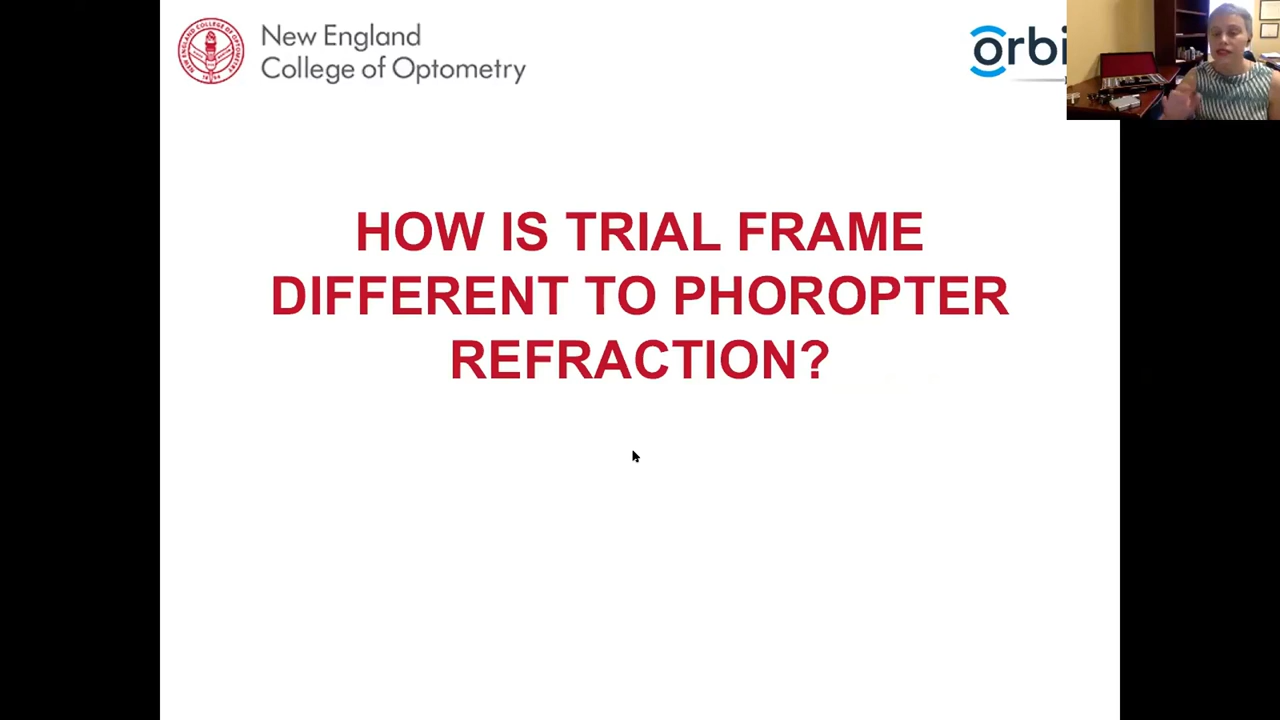 New England
College of Optometry
orbi
HOW IS TRIAL FRAME
DIFFERENT TO PHOROPTER
REFRACTION?